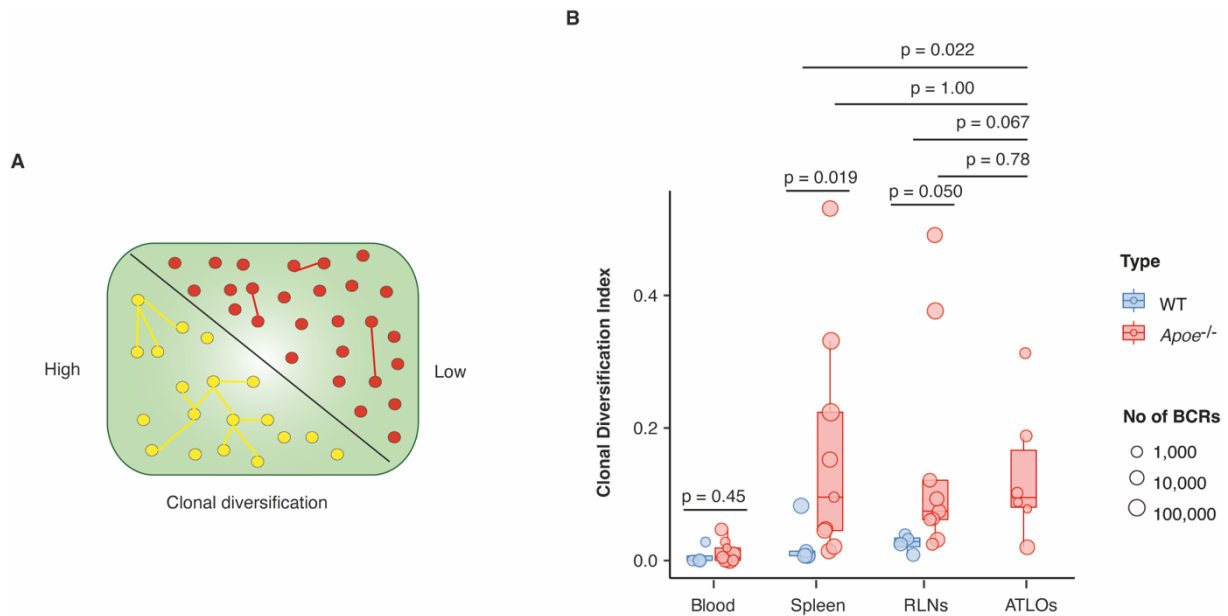 A
High
Low
Clonal diversification
B
p = 0.022
p = 1.00
p = 0.067
p = 0.78
p = 0.019
p = 0.050
p = 0.45
Clonal Diversification Index
0.4
0.2
0.0
Blood
Spleen
RLNs
ATLOs
Type
WT
Apoe-/-
No of BCRs
1,000
10,000
100,000